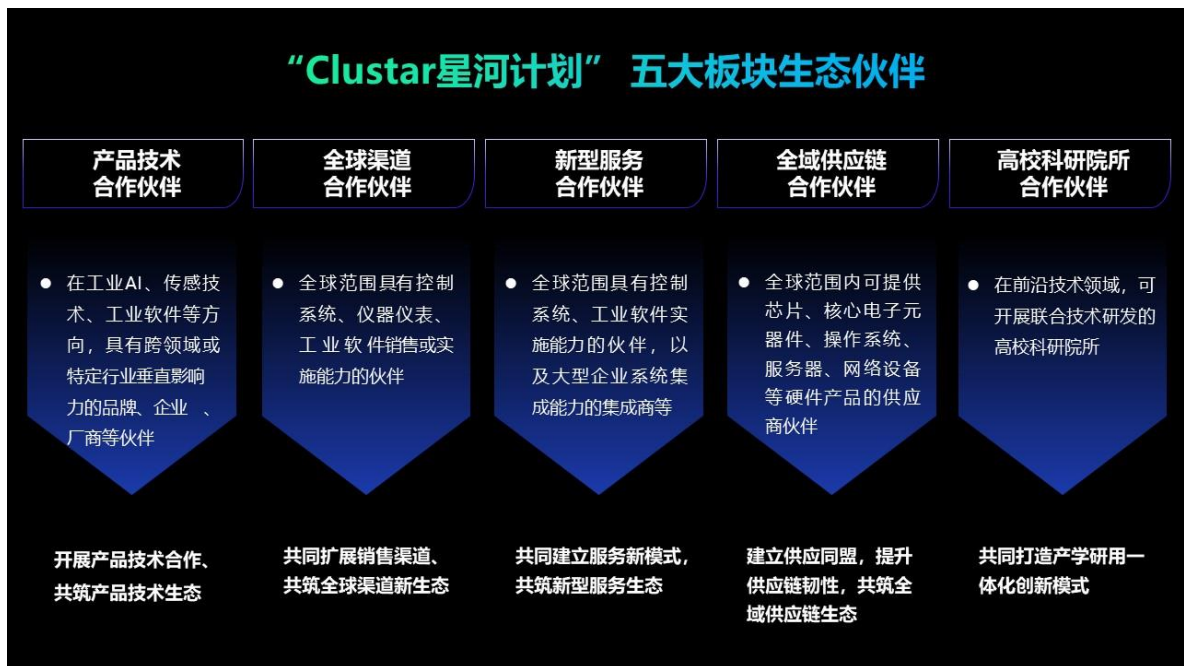 “Clustar星河计划” 五大板块生态伙伴
产品技术
合作伙伴
在工业AI、传感技
术、工业软件等方
向，具有跨领域或
特定行业垂直影响
力的品牌、企业 、
厂商等伙伴
开展产品技术合作、
共筑产品技术生态
全球渠道
合作伙伴
全球范围具有控制
系统、仪器仪表、
工业软件销售或实
施能力的伙伴
共同扩展销售渠道、
共筑全球渠道新生态
新型服务
合作伙伴
全球范围具有控制
系统、工业软件实
施能力的伙伴，以
及大型企业系统集
成能力的集成商等
共同建立服务新模式，
共筑新型服务生态
全域供应链
合作伙伴
全球范围内可提供
芯片、核心电子元
器件、操作系统、
服务器、网络设备
等硬件产品的供应
商伙伴
建立供应同盟，提升
供应链韧性，共筑全
域供应链生态
高校科研院所
合作伙伴
在前沿技术领域，可
开展联合技术研发的
高校科研院所
共同打造产学研用一
体化创新模式